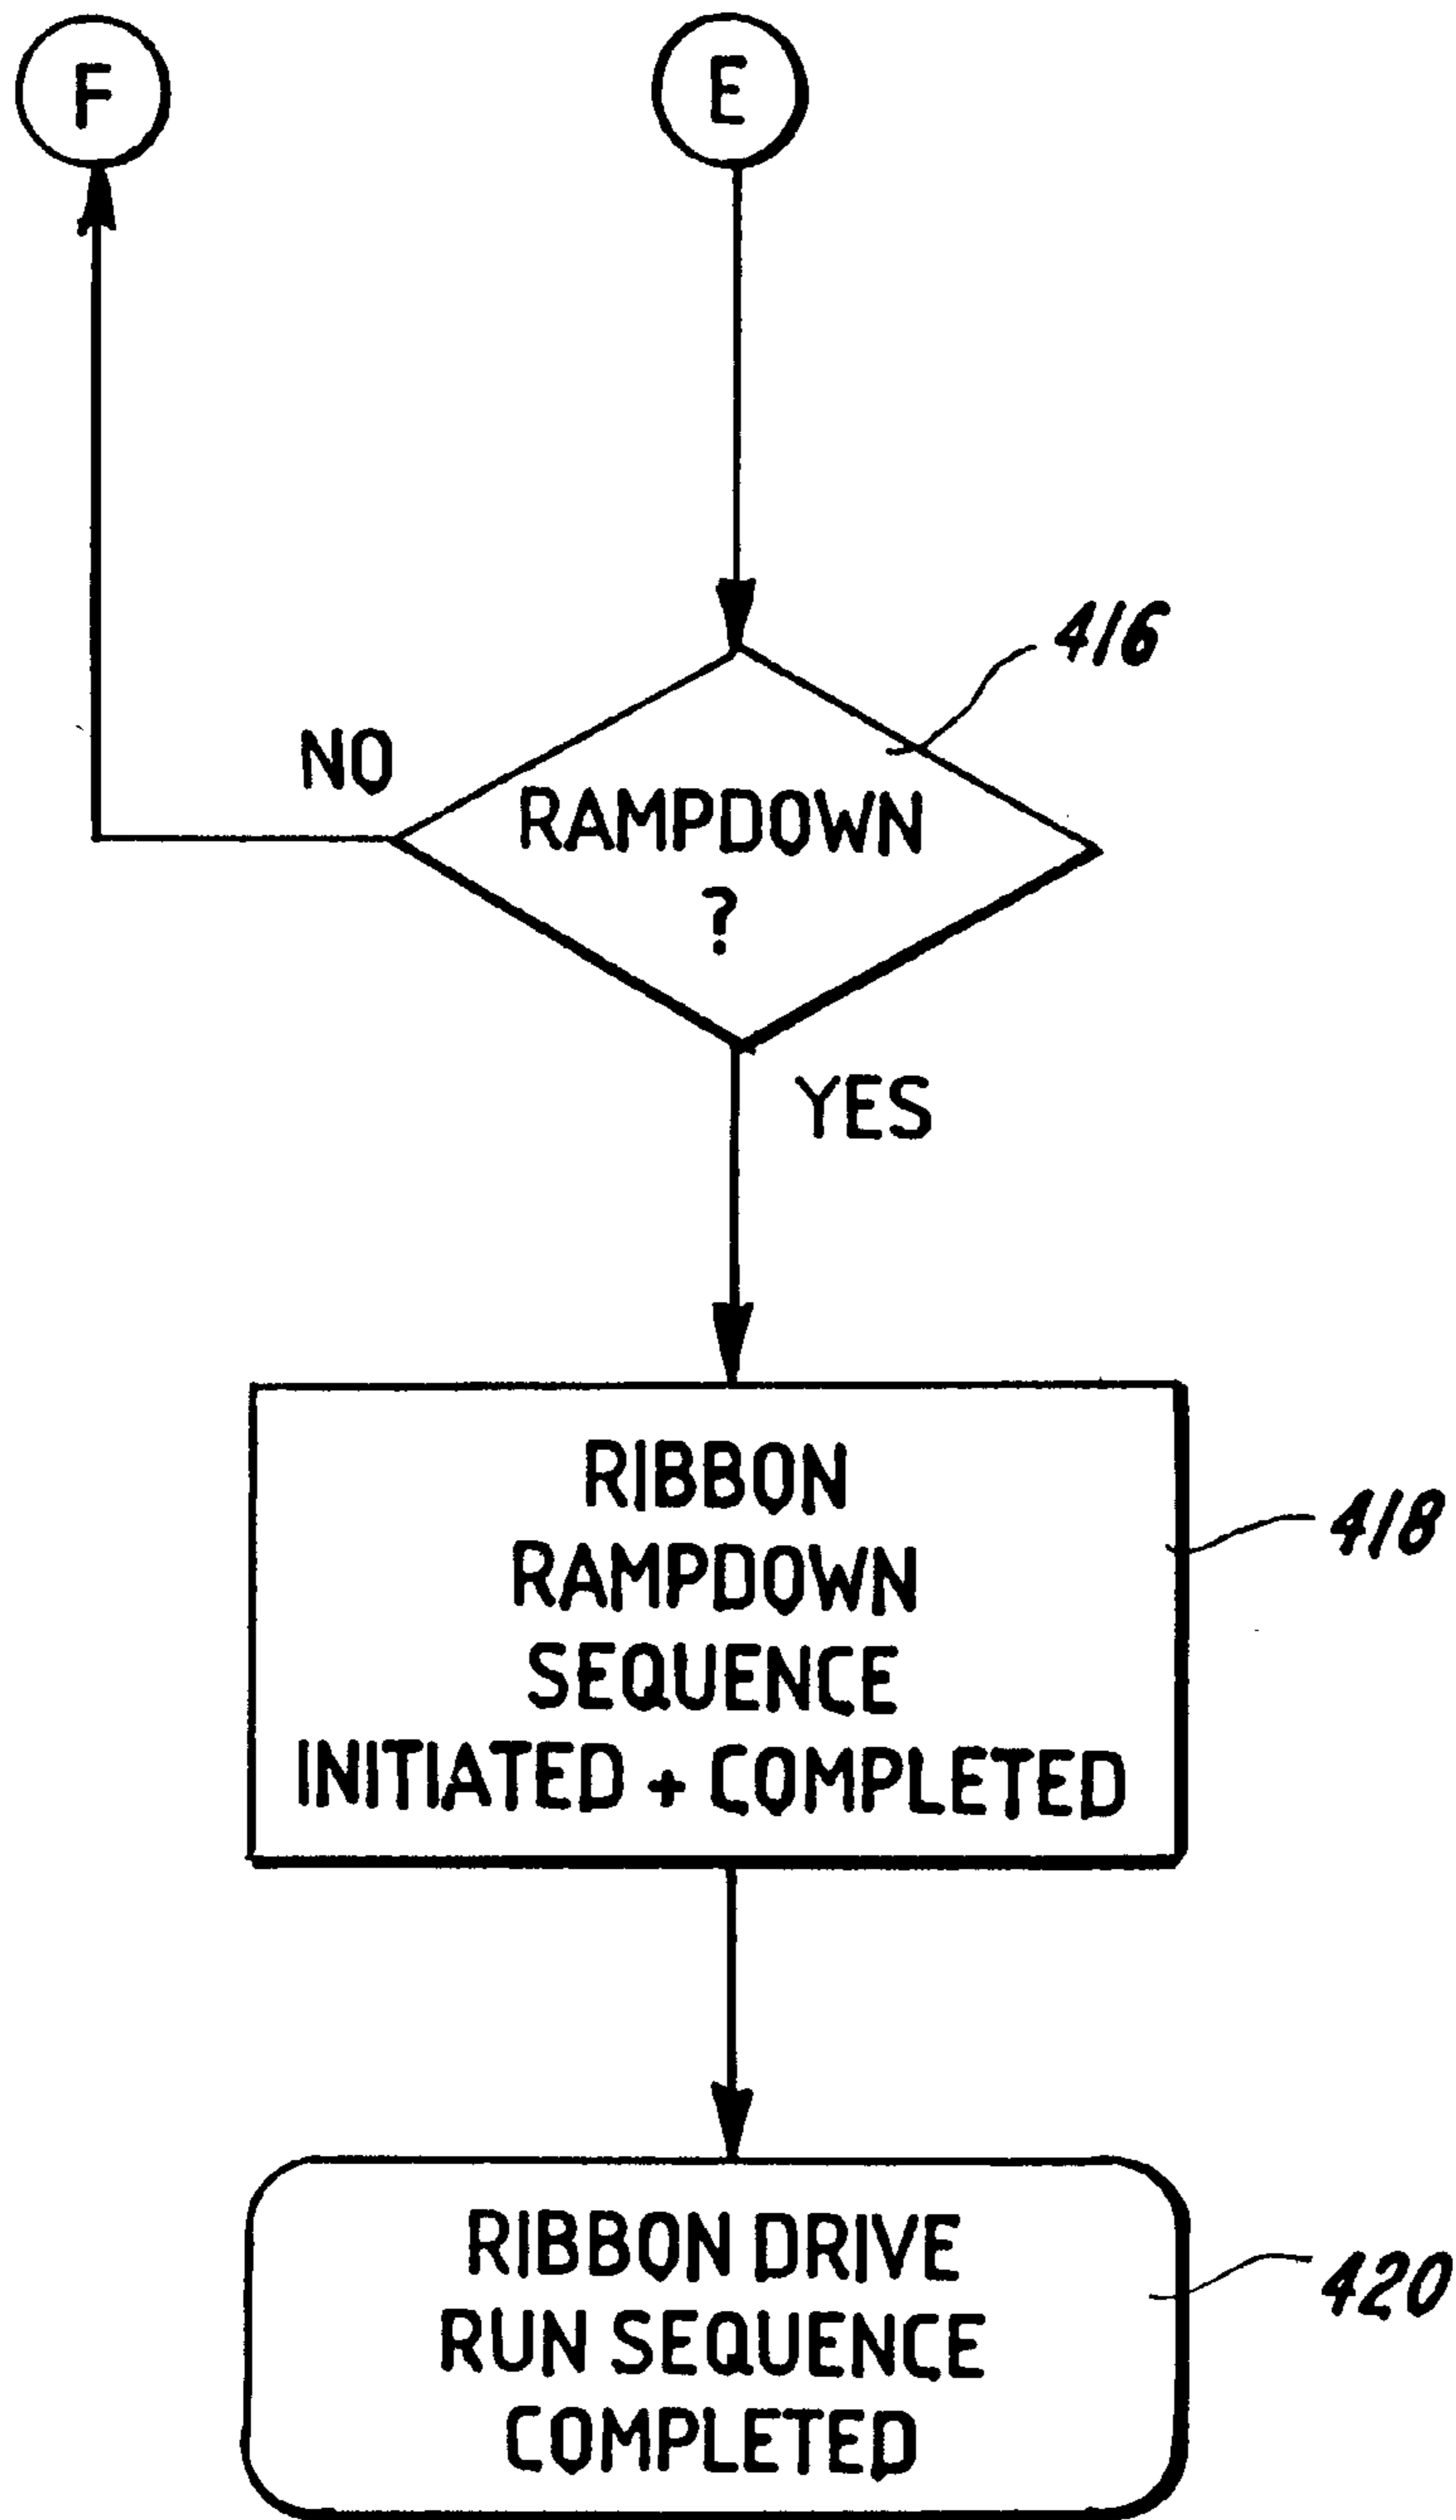 F
E
416
NO
RAMPDOWN
?
YES
RIBBON
RAMPDOWN
SEQUENCE
INITIATED + COMPLETED
418
RIBBON DRIVE
RUN SEQUENCE
COMPLETED
420